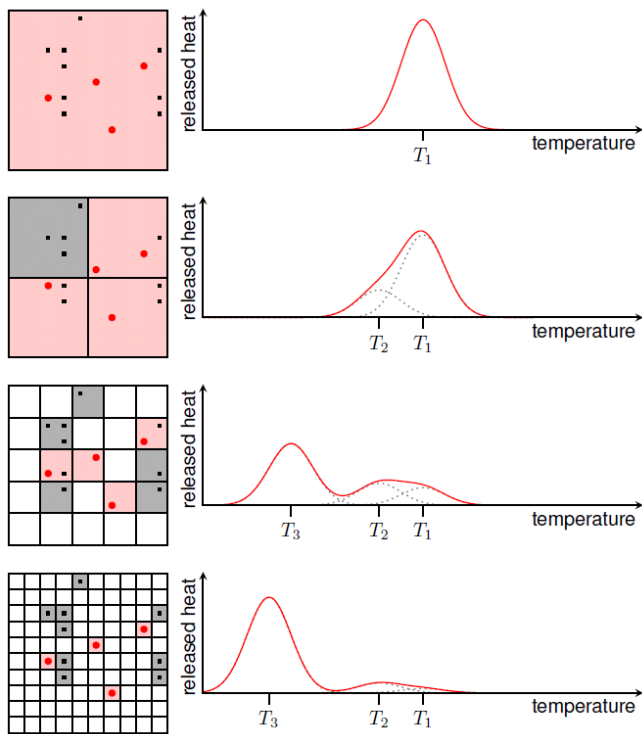 released heat
temperature
T₁
released heat
temperature
T₂ T₁
released heat
temperature
T₃ T₂ T₁
released heat
temperature
T₃ T₂ T₁